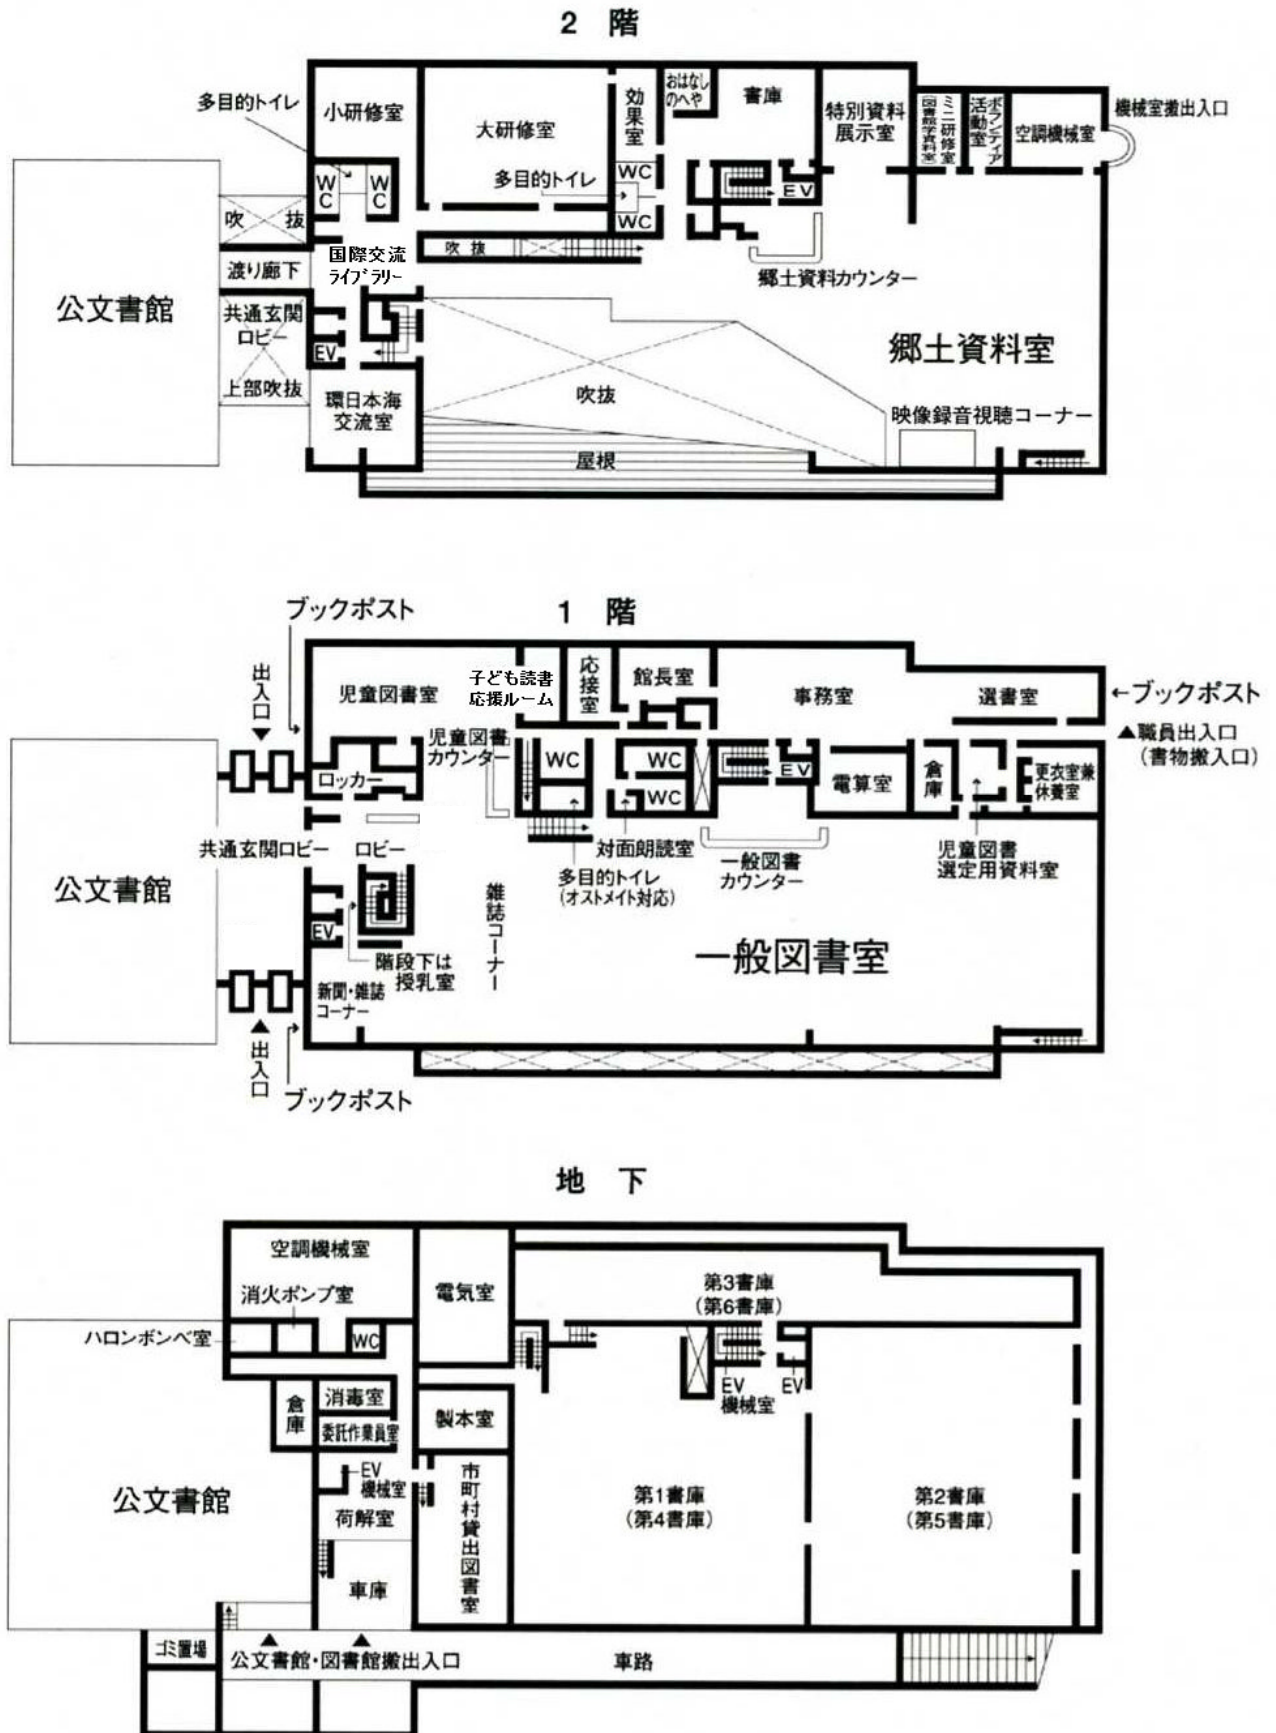 2 階
多目的トイレ
小研修室
大研修室
効果室
おはなし
のへや
書庫
特別資料
展示室
ミニ研修室
(図書館学資料室)
ボランティア
活動室
空調機械室
機械室搬出入口
WC
WC
多目的トイレ
WC
WC
EV
吹 抜
国際交流
ライブラリー
吹 抜
渡り廊下
郷土資料カウンター
公文書館
共通玄関
ロビー
EV
上部吹抜
郷土資料室
環日本海
交流室
吹抜
映像録音視聴コーナー
屋根
1 階
ブックポスト
出入口
児童図書室
子ども読書
応援ルーム
応接室
館長室
事務室
選書室
←ブックポスト
▲職員出入口
(書物搬入口)
児童図書
カウンター
ロッカー
WC
WC
WC
EV
電算室
倉庫
更衣室兼
休養室
共通玄関ロビー
ロビー
対面朗読室
多目的トイレ
(オストメイト対応)
一般図書
カウンター
児童図書
選定用資料室
公文書館
雑誌コーナー
EV
階段下は
授乳室
一般図書室
新聞・雑誌
コーナー
出入口
ブックポスト
地 下
空調機械室
消火ポンプ室
電気室
第3書庫
(第6書庫)
ハロンボンベ室
WC
EV
機械室
EV
倉庫
消毒室
委託作業員室
製本室
公文書館
EV
機械室
荷解室
市町村貸出図書室
第1書庫
(第4書庫)
第2書庫
(第5書庫)
車庫
ゴミ置場
公文書館・図書館搬出入口
車路